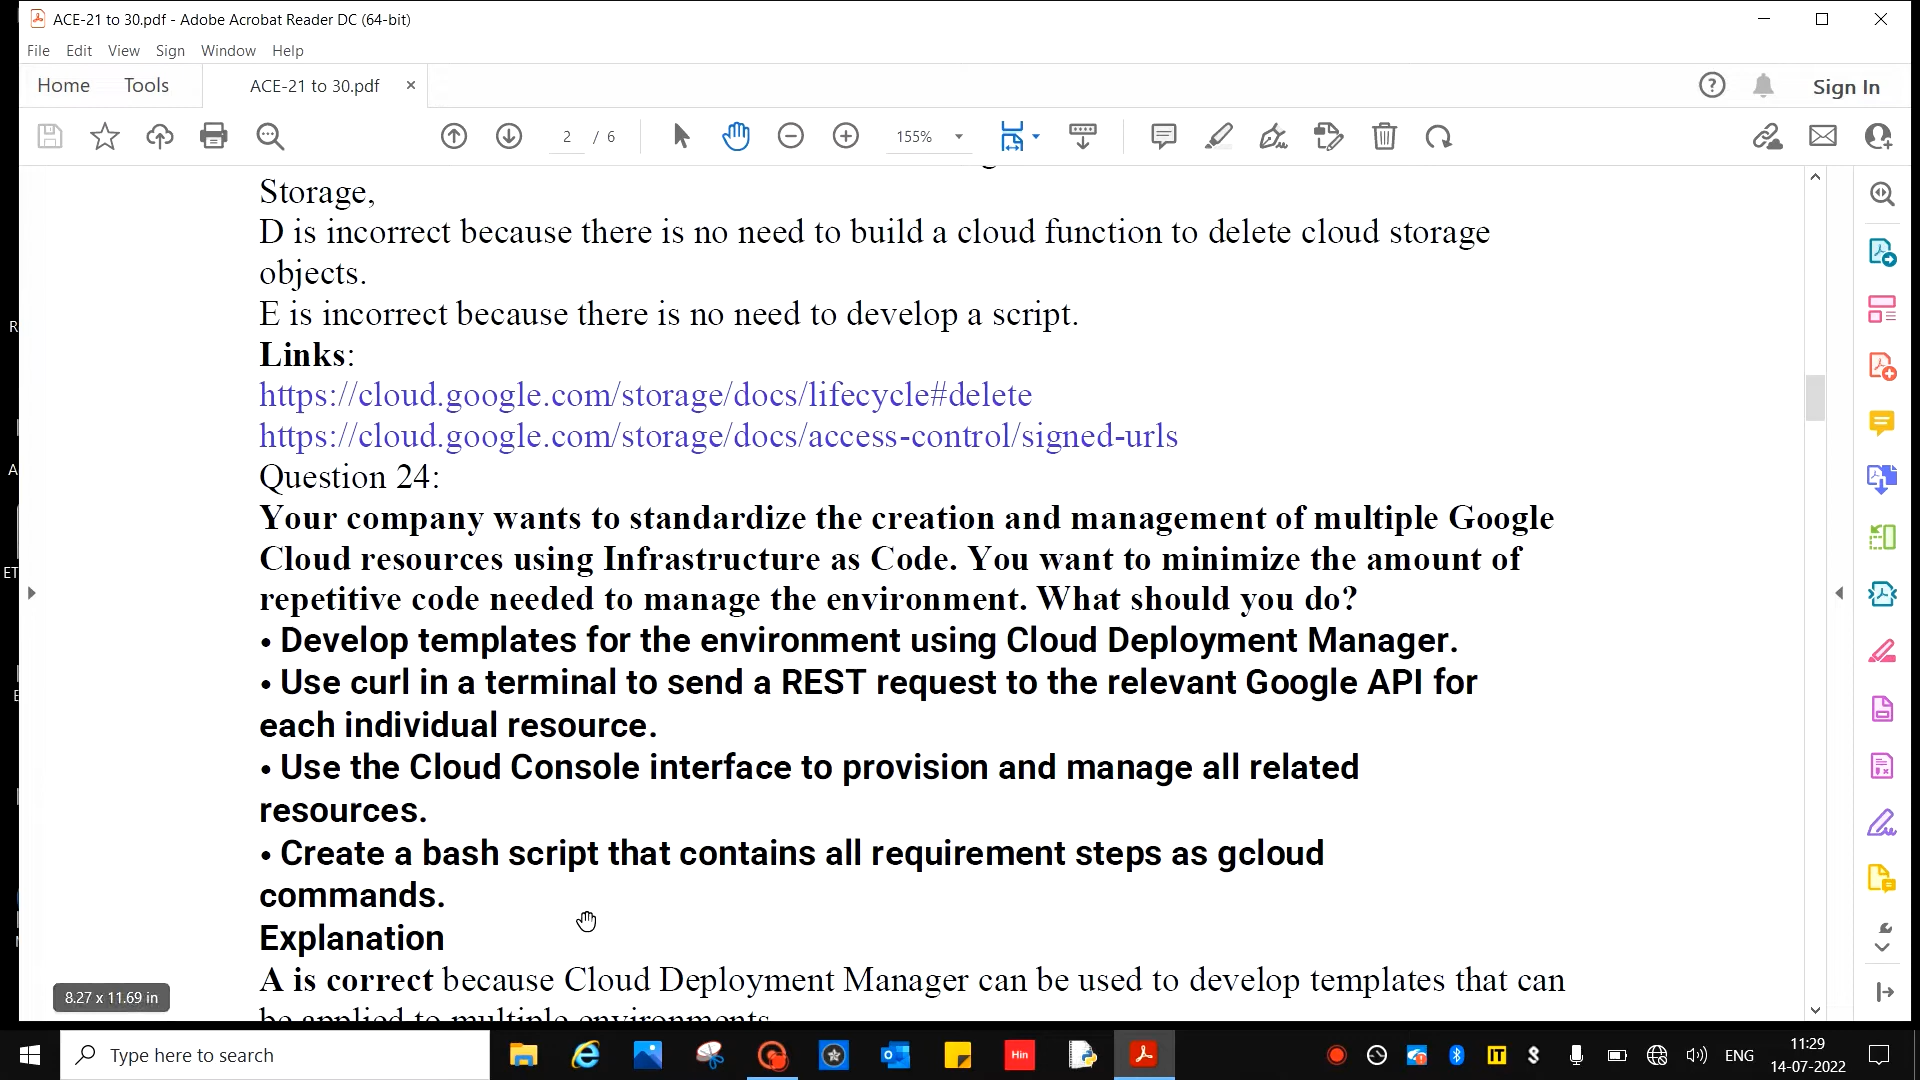 ACE-21 to 30.pdf - Adobe Acrobat Reader DC (64-bit)
File Edit View Sign Window Help
Home Tools ACE-21 to 30.pdf × Sign In
2 / 6 155%
Storage,
D is incorrect because there is no need to build a cloud function to delete cloud storage
objects.
E is incorrect because there is no need to develop a script.
Links:
https://cloud.google.com/storage/docs/lifecycle#delete
https://cloud.google.com/storage/docs/access-control/signed-urls
Question 24:
Your company wants to standardize the creation and management of multiple Google
Cloud resources using Infrastructure as Code. You want to minimize the amount of
repetitive code needed to manage the environment. What should you do?
• Develop templates for the environment using Cloud Deployment Manager.
• Use curl in a terminal to send a REST request to the relevant Google API for
each individual resource.
• Use the Cloud Console interface to provision and manage all related
resources.
• Create a bash script that contains all requirement steps as gcloud
commands.
Explanation
A is correct because Cloud Deployment Manager can be used to develop templates that can
be applied to multiple environments
8.27 x 11.69 in
Type here to search
Hin
IT
ENG
11:29
14-07-2022